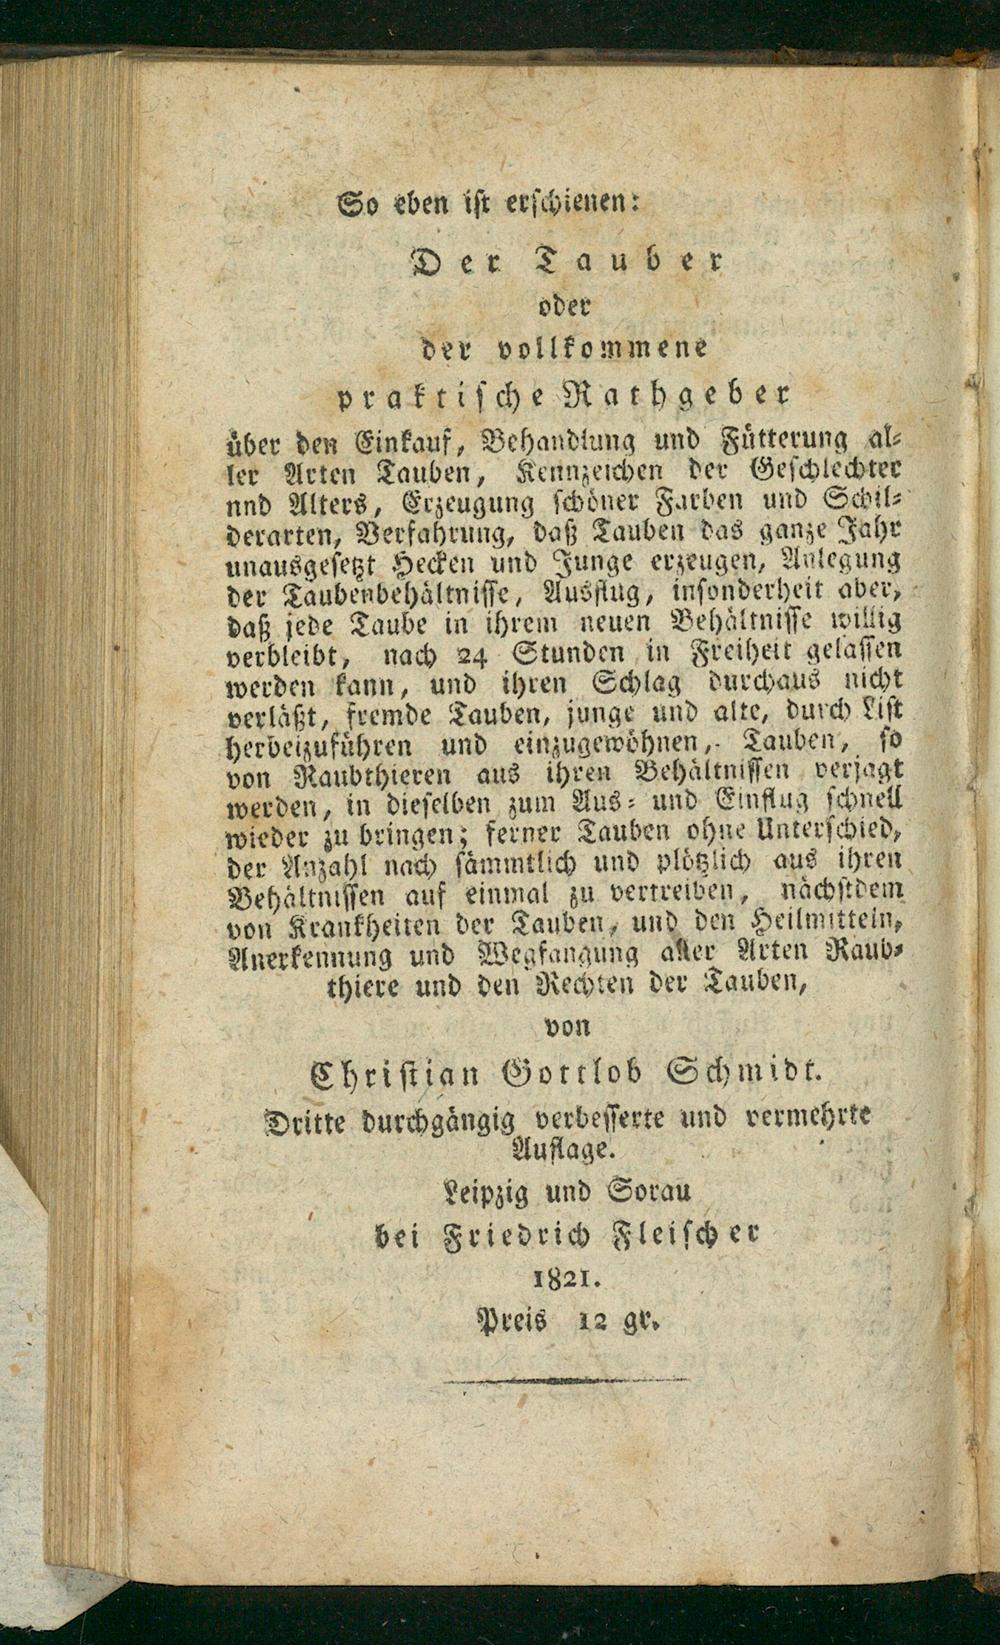 So eben ist erschienen:
Der Tauber
oder
der vollkommene
praktische Rathgeber
über den Einkauf, Behandlung und Fütterung al-
ler Arten Tauben, Kennzeichen der Geschlechter
nnd Alters, Erzeugung schöner Farben und Schil-
derarten, Verfahrung, daß Tauben das ganze Jahr
unausgesetzt Hecken und Junge erzeugen, Anlegung
der Taubenbehältnisse, Ausflug, insonderheit aber,
daß jede Taube in ihrem neuen Behältnisse willig
verbleibt, nach 24 Stunden in Freiheit gelassen
werden kann, und ihren Schlag durchaus nicht
verläßt, fremde Tauben, junge und alte, durch List
herbeizuführen und einzugewöhnen, Tauben, so
von Raubthieren aus ihren Behältnissen verjagt
werden, in dieselben zum Aus- und Einflug schnell
wieder zu bringen; ferner Tauben ohne Unterschied,
der Anzahl nach sämmtlich und plötzlich aus ihren
Behältnissen auf einmal zu vertreiben, nächstdem
von Krankheiten der Tauben, und den Heilmitteln,
Anerkennung und Wegfangung aller Arten Raub-
thiere und den Rechten der Tauben,
von
Christian Gottlob Schmidt.
Dritte durchgängig verbesserte und vermehrte
Auflage.
Leipzig und Sorau
bei Friedrich Fleischer
1821.
Preis 12 gr.